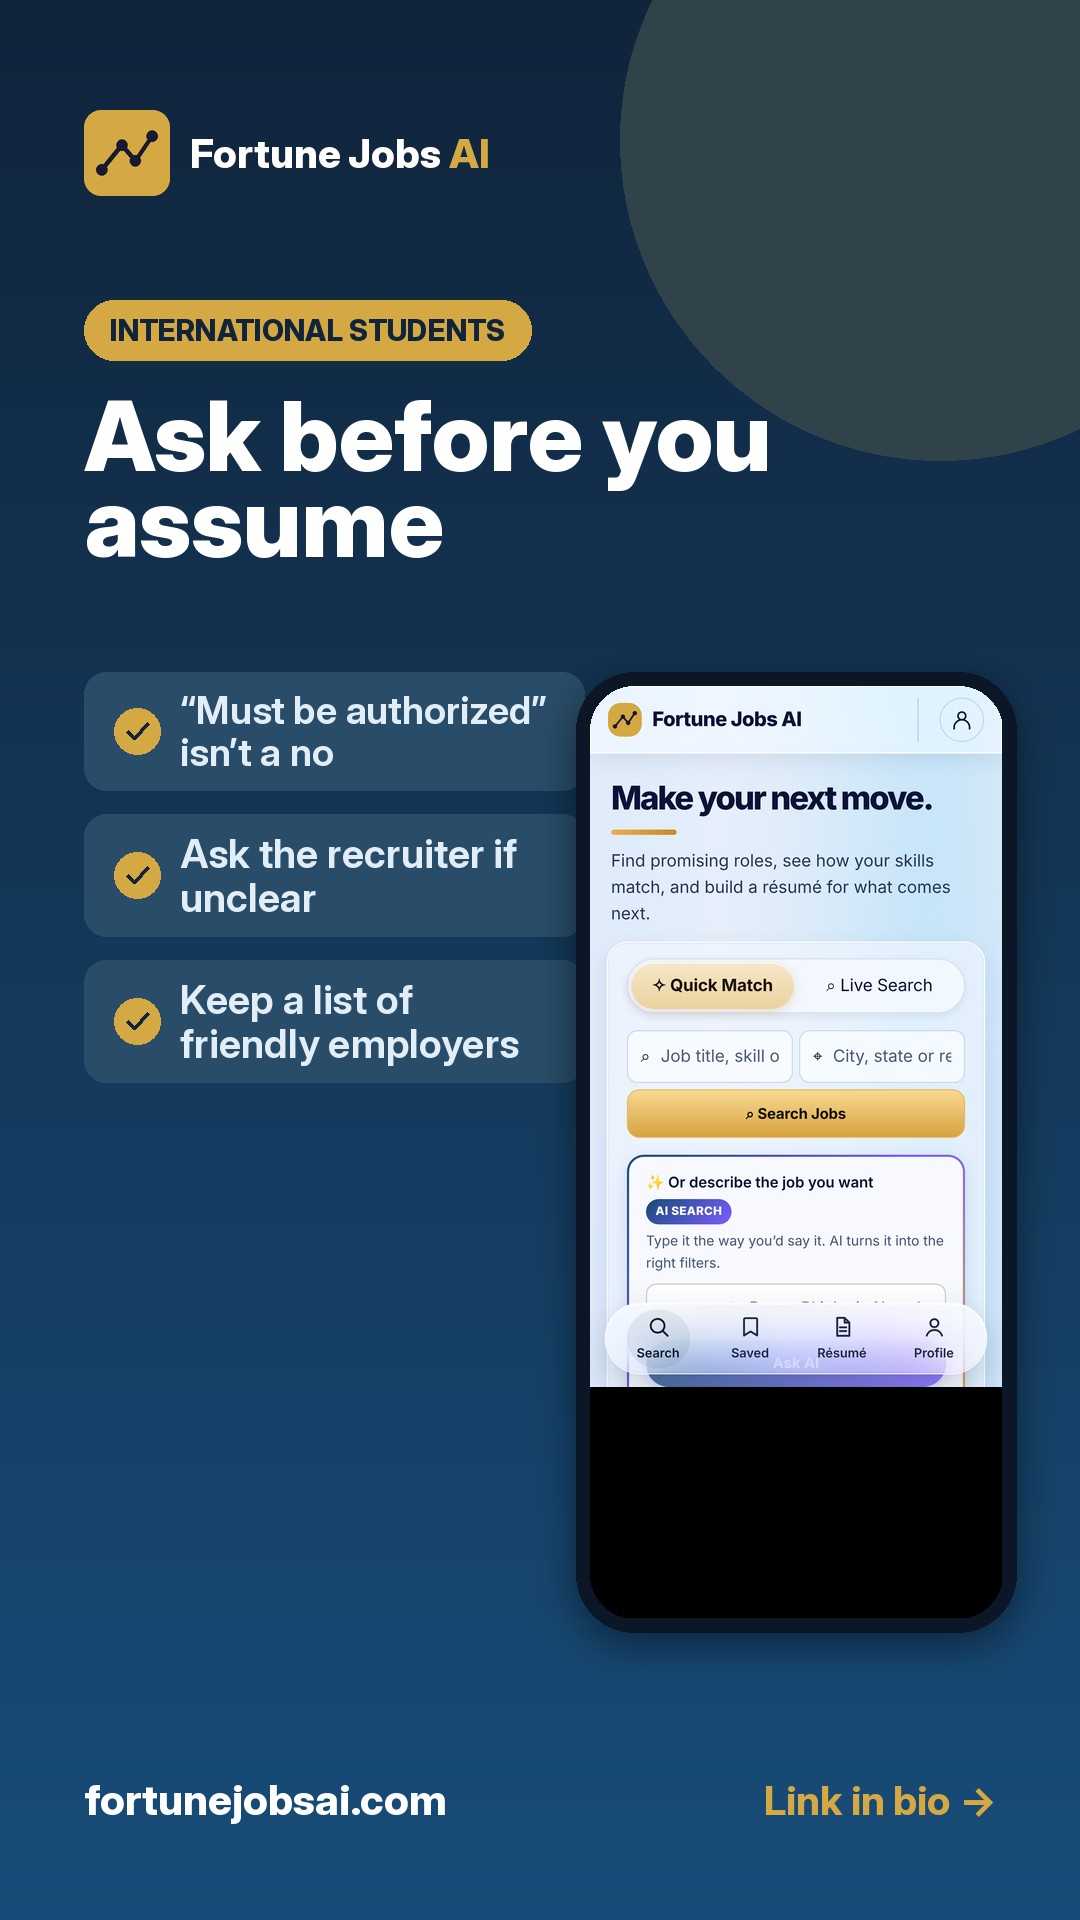 Fortune Jobs AI
INTERNATIONAL STUDENTS
Ask before you
assume
“Must be authorized”
isn’t a no
Ask the recruiter if
unclear
Keep a list of
friendly employers
Fortune Jobs AI
Make your next move.
Find promising roles, see how your skills
match, and build a résumé for what comes
next.
Quick Match
Live Search
Job title, skill o
City, state or re
Search Jobs
Or describe the job you want
AI SEARCH
Type it the way you’d say it. AI turns it into the
right filters.
Ask AI
Search
Saved
Résumé
Profile
fortunejobsai.com
Link in bio →